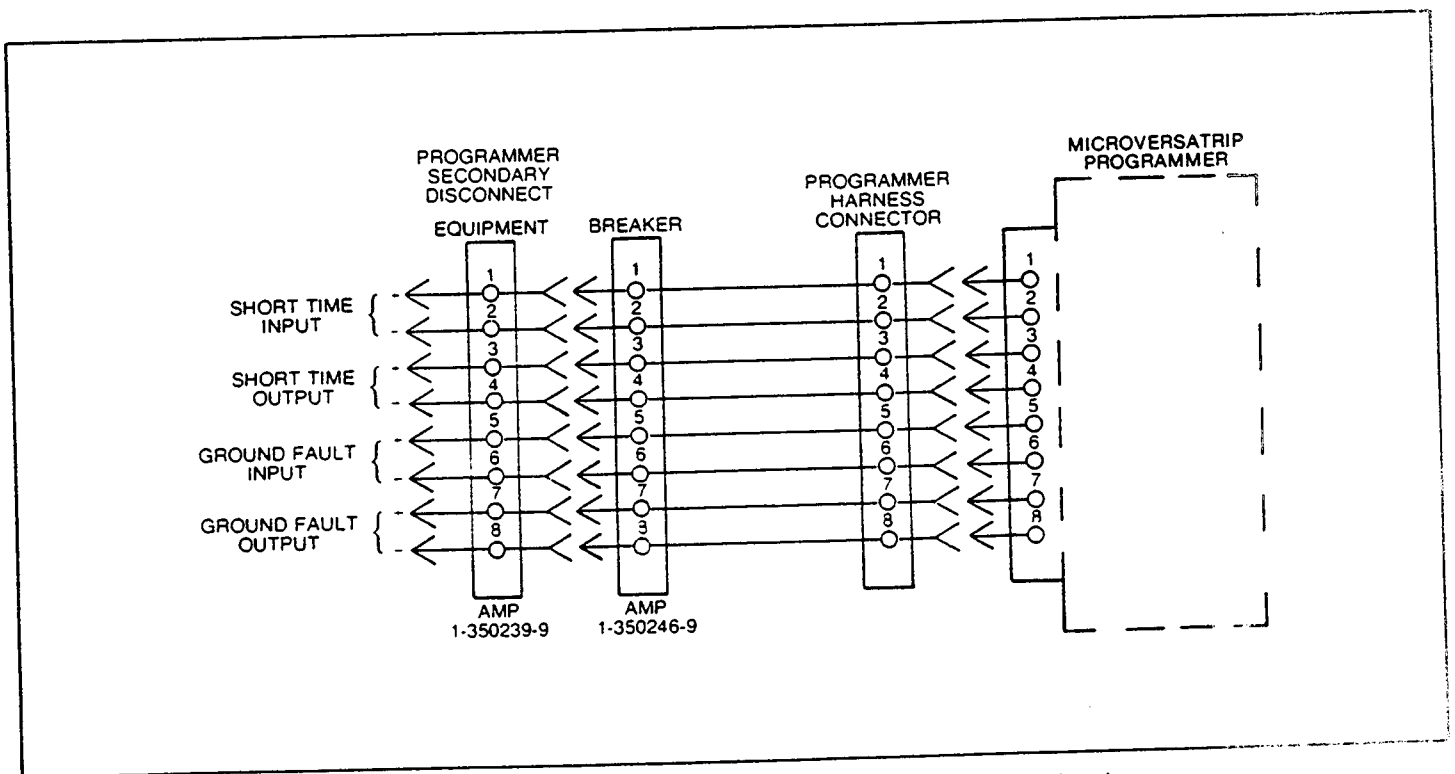 MICROVERSATRIP
PROGRAMMER
PROGRAMMER
SECONDARY
DISCONNECT
PROGRAMMER
HARNESS
CONNECTOR
EQUIPMENT
BREAKER
SHORT TIME
INPUT
SHORT TIME
OUTPUT
GROUND FAULT
INPUT
GROUND FAULT
OUTPUT
1
2
3
4
5
6
7
8
1
2
3
4
5
6
7
3
1
2
3
4
5
6
7
8
1
2
3
4
5
6
7
8
AMP
1-350239-9
AMP
1-350246-9